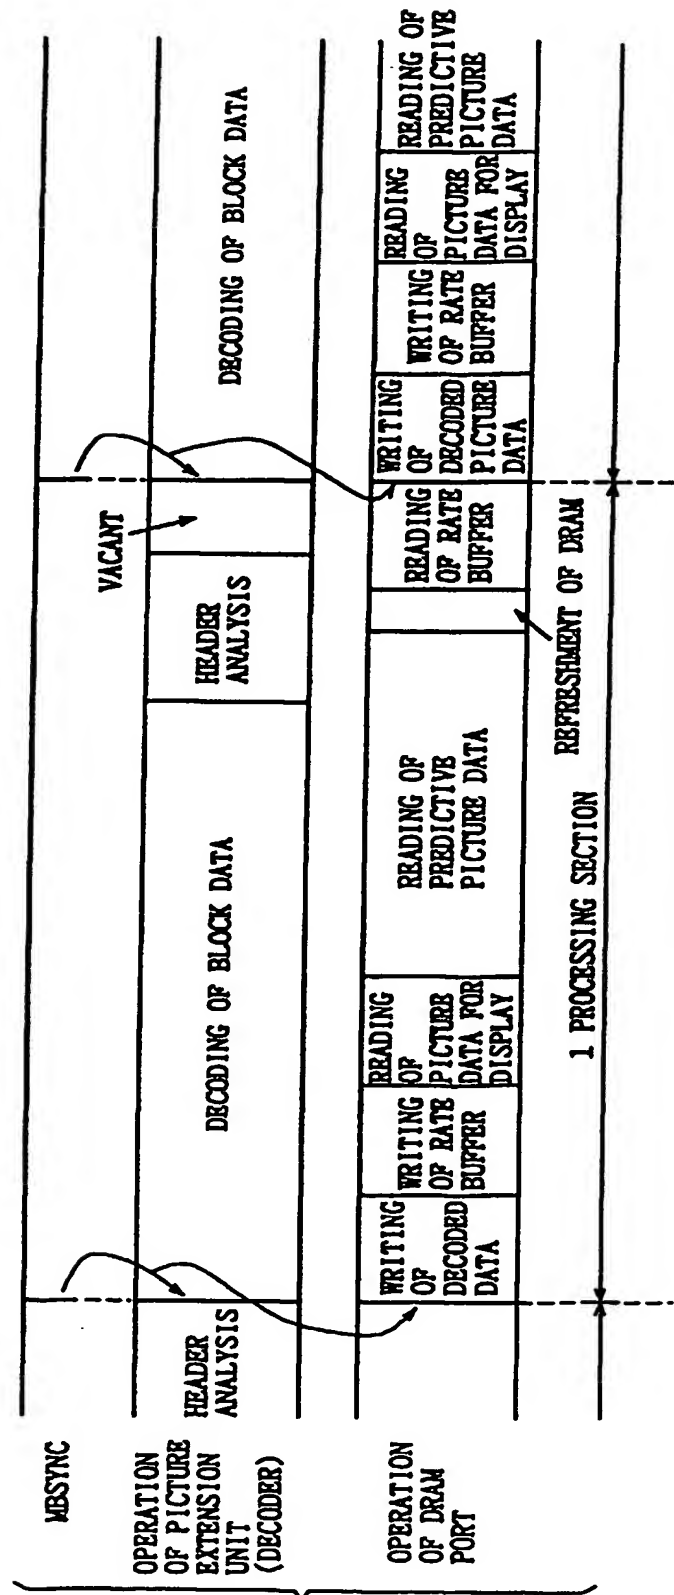 MBSYNC
VACANT
OPERATION
OF PICTURE
EXTENSION
UNIT
(DECODER)
HEADER
ANALYSIS
DECODING OF BLOCK DATA
HEADER
ANALYSIS
DECODING OF BLOCK DATA
OPERATION
OF DRAM
PORT
WRITING
OF
DECODED
DATA
WRITING
OF RATE
BUFFER
READING
OF
PICTURE
DATA FOR
DISPLAY
READING OF
PREDICTIVE
PICTURE DATA
READING
OF RATE
BUFFER
WRITING
OF
DECODED
PICTURE
DATA
WRITING
OF RATE
BUFFER
READING
OF
PICTURE
DATA FOR
DISPLAY
READING OF
PREDICTIVE
PICTURE
DATA
REFRESHMENT OF DRAM
1 PROCESSING SECTION